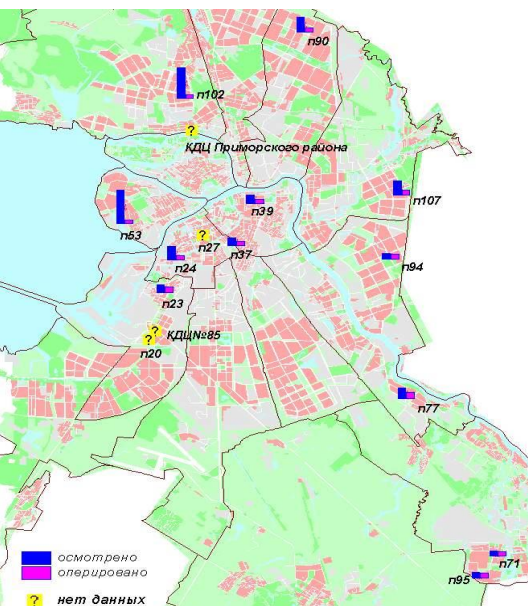 п90
п102
?
КДЦ Приморского района
п107
п39
п53
?
п27
п37
п24
п94
п23
?
КДЦ№85
?
п20
п77
п71
п95
осмотрено
оперировано
? нет данных